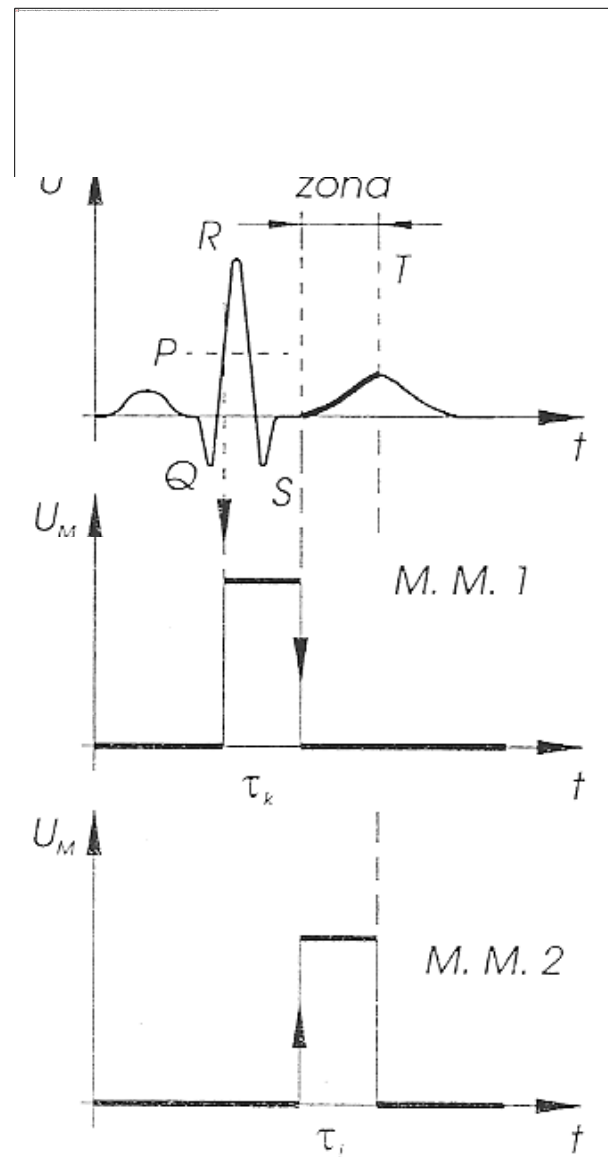 U zona
R
T
P
t
Q S
U_M
M. M. 1
τ_k t
U_M
M. M. 2
τ_i t